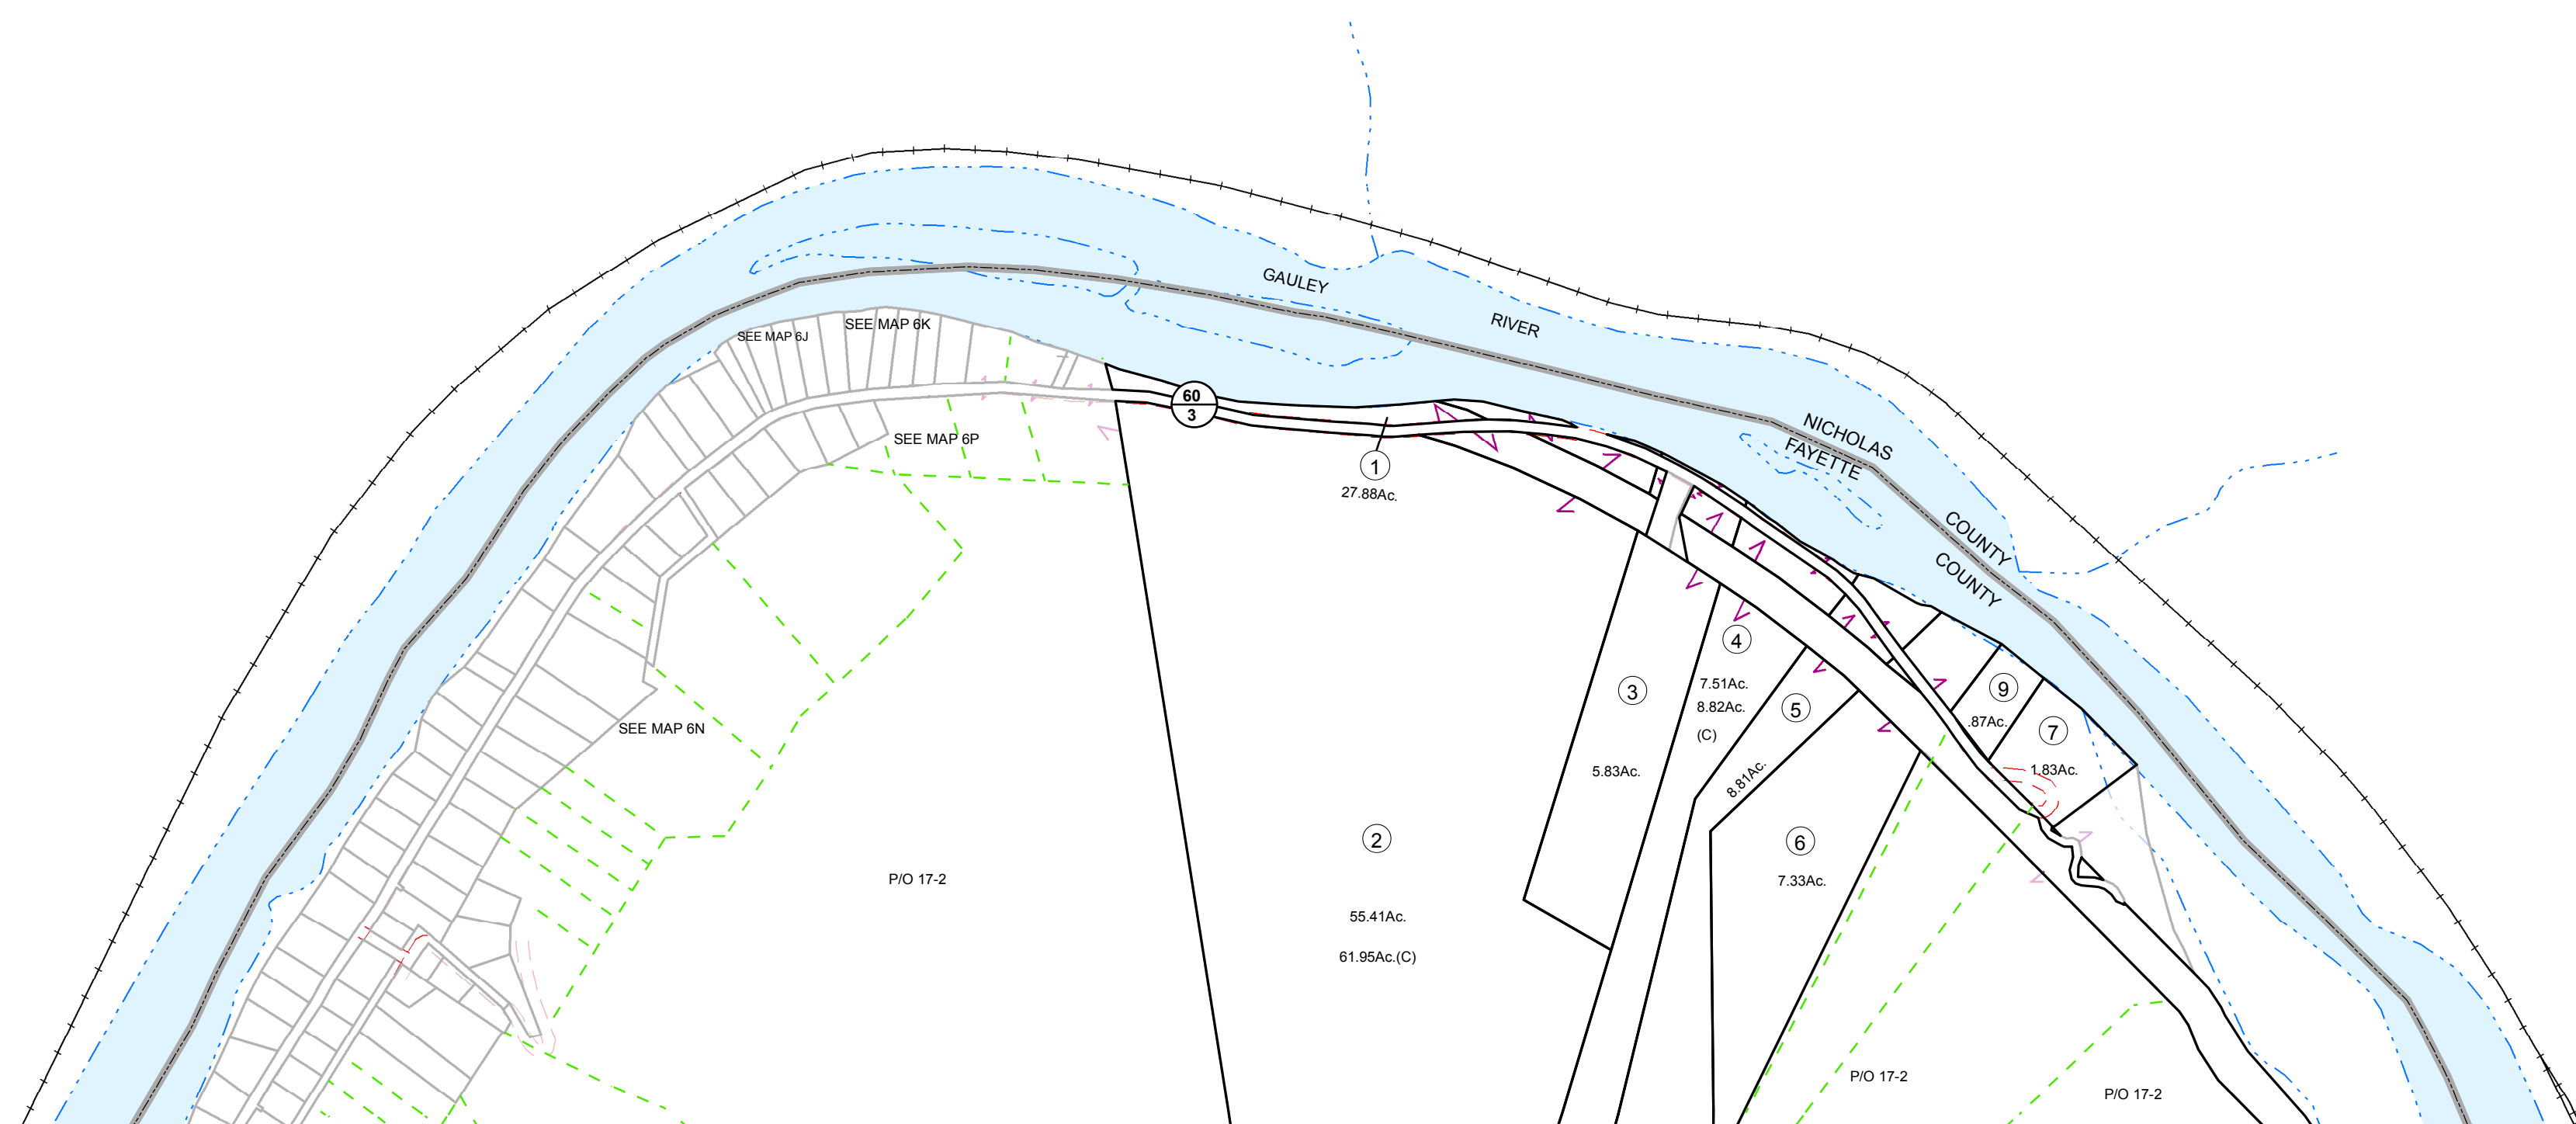 GAULEY
RIVER
SEE MAP 6J
SEE MAP 6K
60
3
NICHOLAS
COUNTY
FAYETTE
COUNTY
SEE MAP 6P
1
27.88Ac.
SEE MAP 6N
P/O 17-2
2
55.41Ac.
61.95Ac.(C)
3
5.83Ac.
4
7.51Ac.
8.82Ac.
(C)
5
8.81Ac.
6
7.33Ac.
9
.87Ac.
7
1.83Ac.
P/O 17-2
P/O 17-2